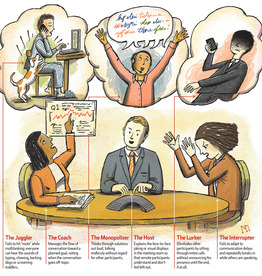 The Juggler
Fails to hit "mute" while
multitasking; everyone
can hear the sounds of
typing, chewing, barking
dogs or screaming
toddlers.
The Coach
Manages the flow of
conversation toward a
planned goal, noting
when the conversation
goes off-topic.
The Monopolizer
Thinks through solutions
out loud, talking
endlessly without regard
for other participants.
The Host
Explains the face-to-face
joking or visual displays
in the meeting room so
that remote participants
understand and don't
feel left out.
The Lurker
Blindsides other
participants by sitting
through entire calls
without announcing his
presence until the end,
if at all.
The Interrupter
Fails to adapt to
communication delays
and repeatedly breaks in
while others are speaking.